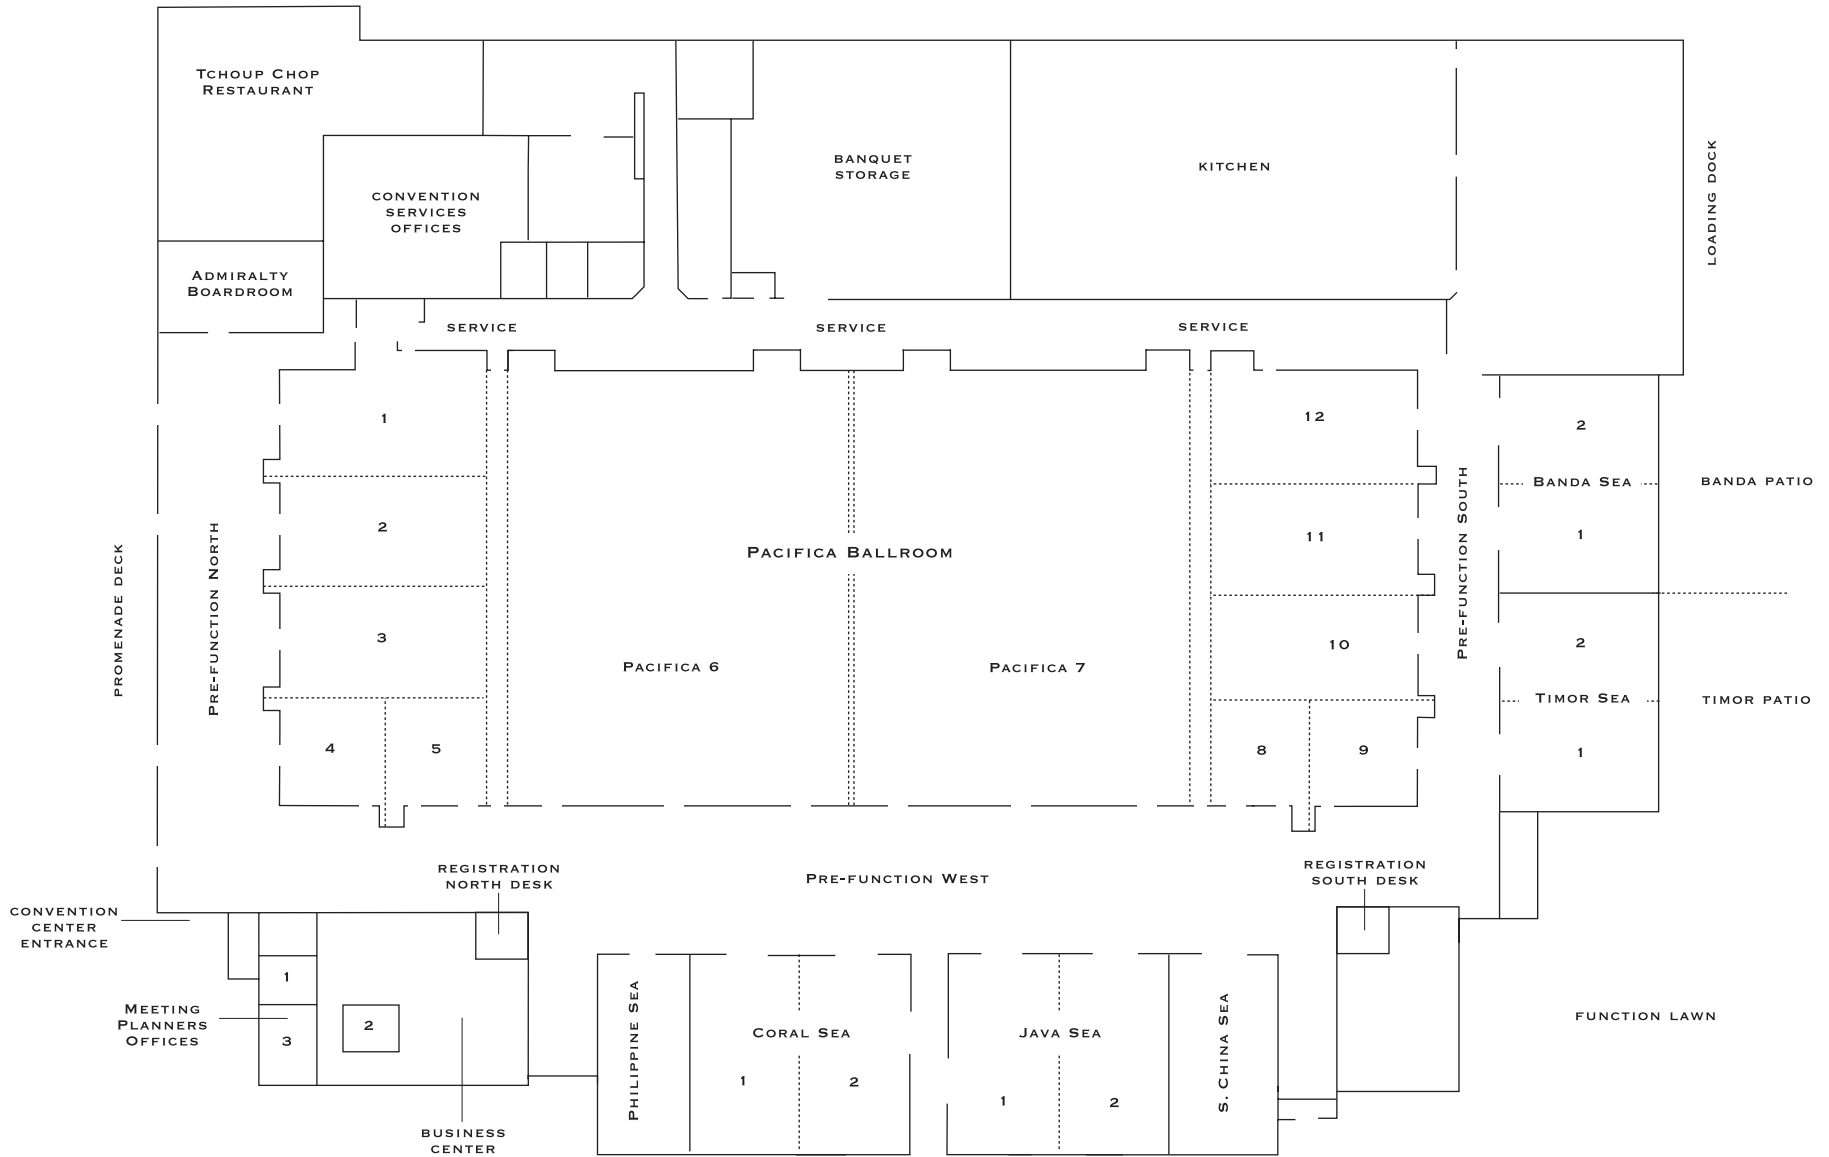 Tchoup Chop
Restaurant
Convention
Services
Offices
Banquet
Storage
Kitchen
Loading Dock
Admiralty
Boardroom
Service
Service
Service
1
2
3
4
5
Pacifica Ballroom
Pacifica 6
Pacifica 7
12
11
10
8
9
Promenade Deck
Pre-function North
Pre-function South
2
Banda Sea
1
Banda Patio
2
Timor Sea
1
Timor Patio
Registration
North Desk
Pre-function West
Registration
South Desk
Convention
Center
Entrance
Meeting
Planners
Offices
1
2
3
Business
Center
Philippine Sea
Coral Sea
1
2
Java Sea
1
2
S. China Sea
Function Lawn